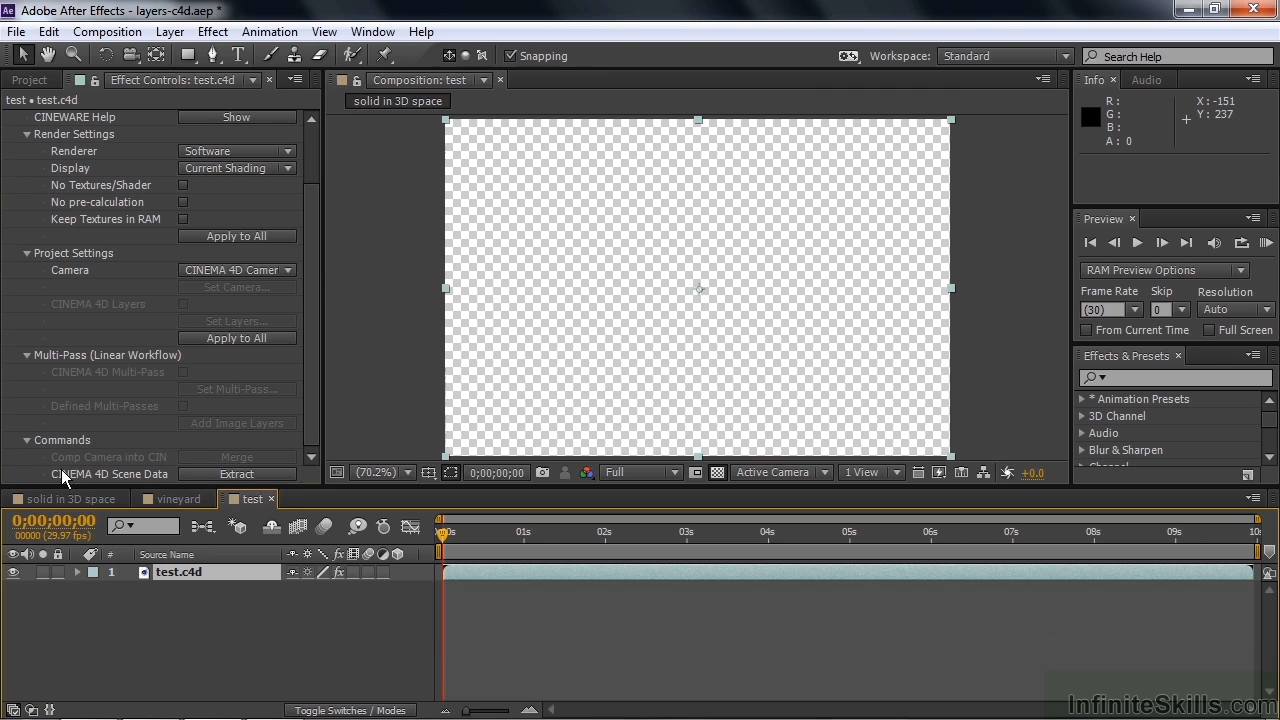 Ae Adobe After Effects - layers-c4d.aep *
File Edit Composition Layer Effect Animation View Window Help
Snapping Workspace: Standard Search Help
Project Effect Controls: test.c4d Composition: test Info Audio
test • test.c4d
solid in 3D space
R: X: -151
G: Y: 237
B:
A: 0
CINEWARE Help Show
Render Settings
Renderer Software
Display Current Shading
No Textures/Shader
No pre-calculation
Keep Textures in RAM
Apply to All
Project Settings
Camera CINEMA 4D Camer
Set Camera...
CINEMA 4D Layers
Set Layers...
Apply to All
Multi-Pass (Linear Workflow)
CINEMA 4D Multi-Pass
Set Multi-Pass...
Defined Multi-Passes
Add Image Layers
Commands
Comp Camera into CIN Merge
CINEMA 4D Scene Data Extract
Preview
RAM Preview Options
Frame Rate Skip Resolution
(30) 0 Auto
From Current Time Full Screen
Effects & Presets
* Animation Presets
3D Channel
Audio
Blur & Sharpen
(70.2%) 0;00;00;00 Full Active Camera 1 View +0.0
solid in 3D space vineyard test
0;00;00;00
00000 (29.97 fps)
02s 03s 04s 05s 06s 07s 08s 09s
# Source Name
1 test.c4d
Toggle Switches / Modes
InfiniteSkills.com